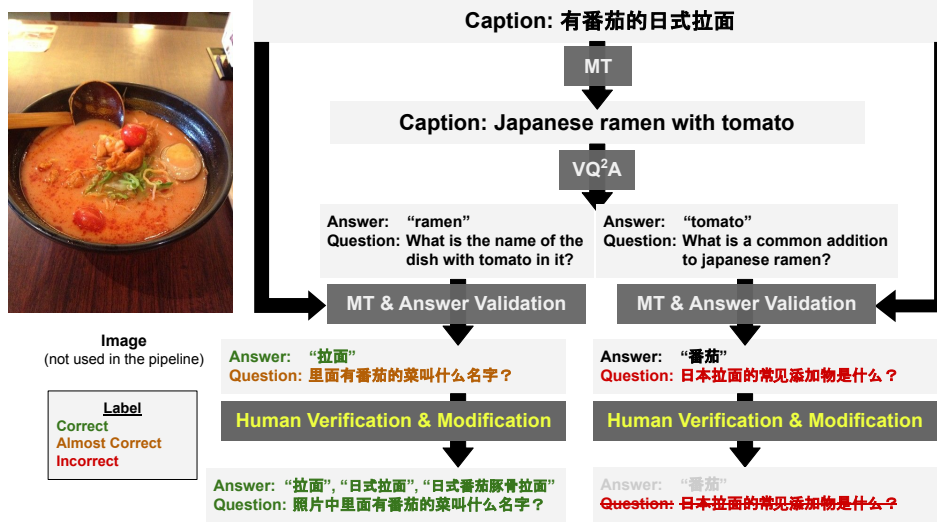 Caption: 有番茄的日式拉面
MT
Caption: Japanese ramen with tomato
VQ²A
Answer: “ramen”
Question: What is the name of the
dish with tomato in it?
Answer: “tomato”
Question: What is a common addition
to japanese ramen?
MT & Answer Validation
MT & Answer Validation
Image
(not used in the pipeline)
Answer: “拉面”
Question: 里面有番茄的菜叫什么名字？
Answer: “番茄”
Question: 日本拉面的常见添加物是什么？
Label
Correct
Almost Correct
Incorrect
Human Verification & Modification
Human Verification & Modification
Answer: “拉面”, “日式拉面”, “日式番茄豚骨拉面”
Question: 照片中里面有番茄的菜叫什么名字？
Answer: “番茄”
Question: 日本拉面的常见添加物是什么？